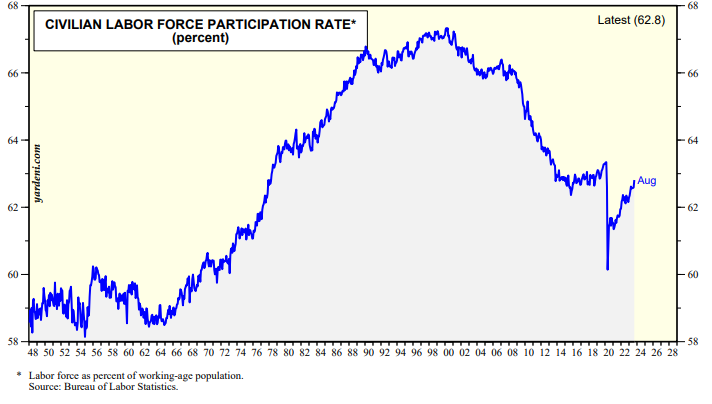 CIVILIAN LABOR FORCE PARTICIPATION RATE*
(percent)
Latest (62.8)
68
66
64
62
60
58
68
66
64
62
60
58
yardeni.com
Aug
48 50 52 54 56 58 60 62 64 66 68 70 72 74 76 78 80 82 84 86 88 90 92 94 96 98 00 02 04 06 08 10 12 14 16 18 20 22 24 26 28
* Labor force as percent of working-age population.
Source: Bureau of Labor Statistics.